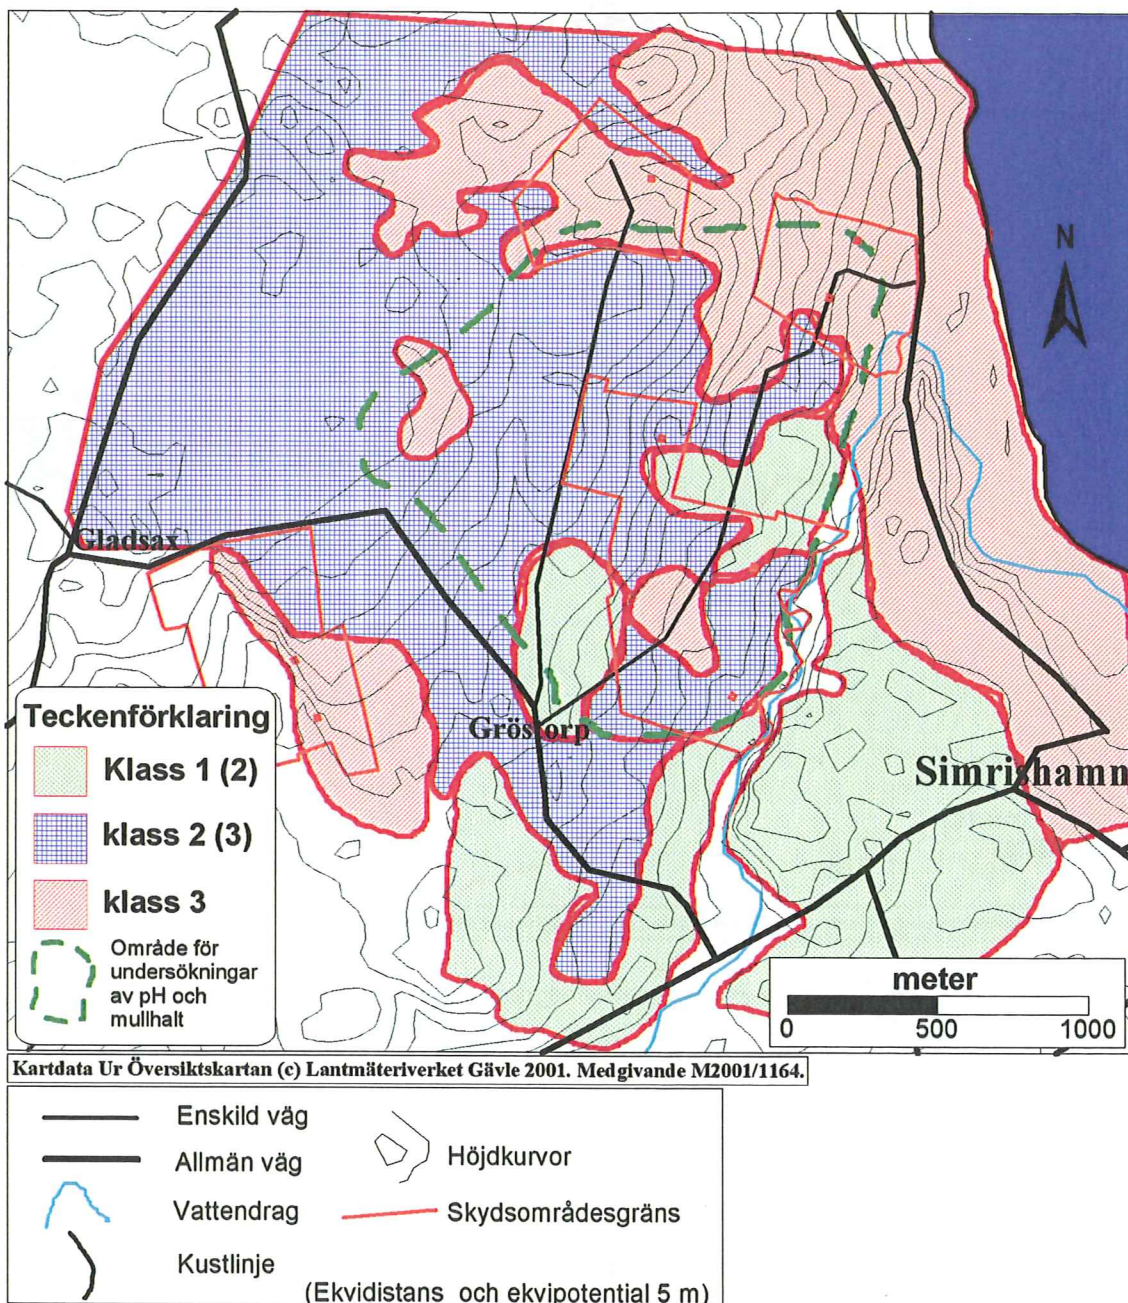 N
Gladsax
Gröstorp
Simrishamn
Teckenförklaring
Klass 1 (2)
klass 2 (3)
klass 3
Område för
undersökningar
av pH och
mullhalt
meter
0 500 1000
Kartdata Ur Översiktskartan (c) Lantmäteriverket Gävle 2001. Medgivande M2001/1164.
Enskild väg
Allmän väg
Höjdkurvor
Vattendrag
Skydsområdesgräns
Kustlinje
(Ekvidistans och ekvipotential 5 m)